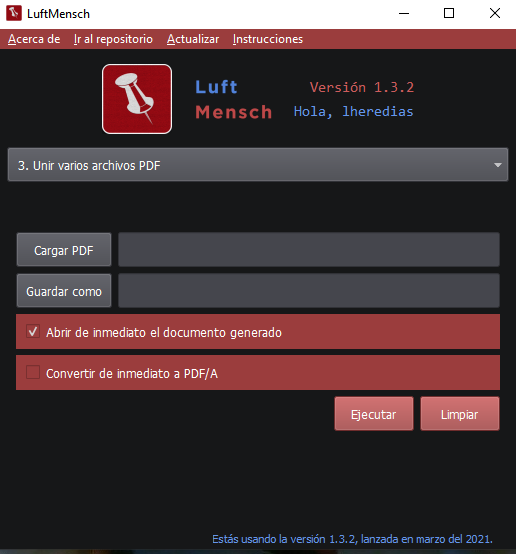 LuftMensch
Acerca de Ir al repositorio Actualizar Instrucciones
Luft
Mensch
Versión 1.3.2
Hola, lheredias
3. Unir varios archivos PDF
Cargar PDF
Guardar como
Abrir de inmediato el documento generado
Convertir de inmediato a PDF/A
Ejecutar Limpiar
Estás usando la versión 1.3.2, lanzada en marzo del 2021.